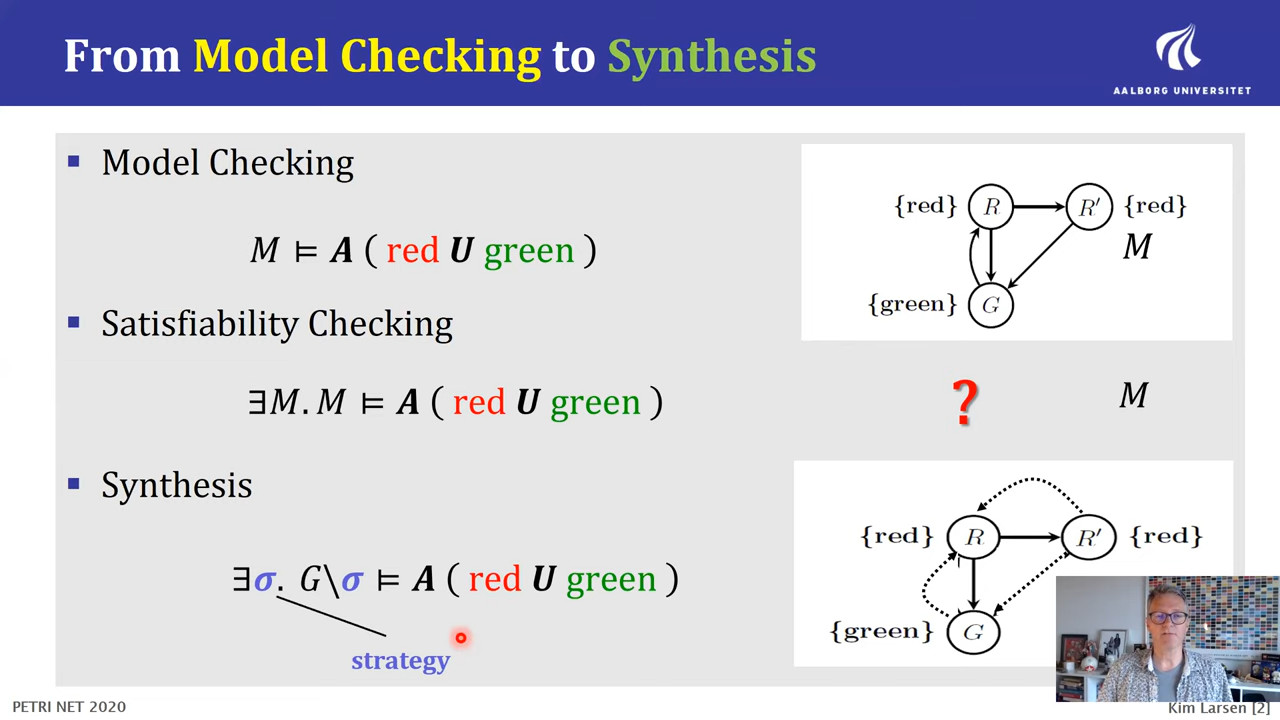 From Model Checking to Synthesis
AALBORG UNIVERSITET
▪ Model Checking
M ⊨ A ( red U green )
{red} R R′ {red}
M
{green} G
▪ Satisfiability Checking
∃M. M ⊨ A ( red U green )
? M
▪ Synthesis
∃σ. G\σ ⊨ A ( red U green )
strategy
{red} R R′ {red}
{green} G
PETRI NET 2020
Kim Larsen [2]